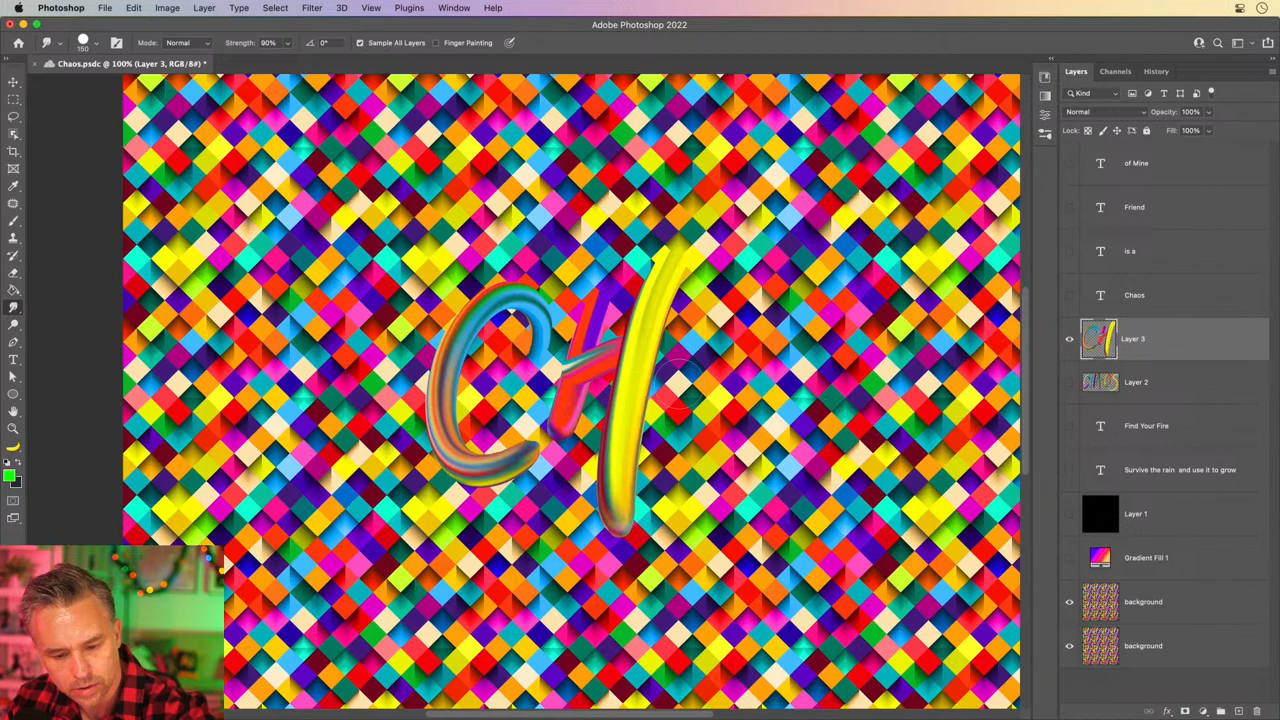 Photoshop File Edit Image Layer Type Select Filter 3D View Plugins Window Help
Adobe Photoshop 2022
150 Mode: Normal Strength: 90% 0° Sample All Layers Finger Painting
Chaos.psdc @ 100% (Layer 3, RGB/8#) *
CH
Layers Channels History
Kind
Normal Opacity: 100%
Lock: Fill: 100%
T of Mine
T Friend
T is a
T Chaos
Layer 3
Layer 2
T Find Your Fire
T Survive the rain and use it to grow
Layer 1
Gradient Fill 1
background
background